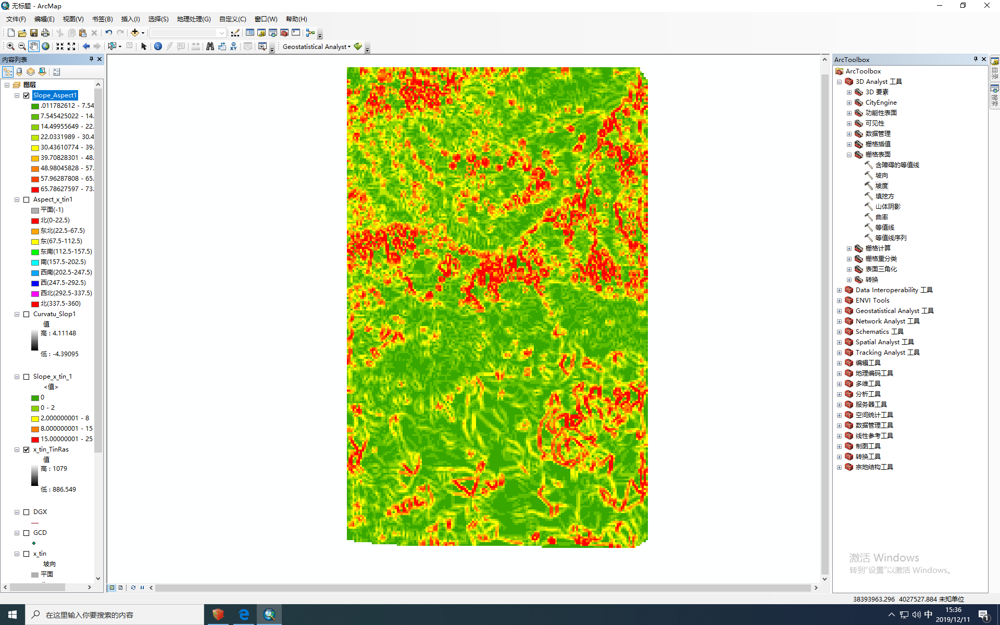 无标题 - ArcMap
文件(F) 编辑(E) 视图(V) 书签(B) 插入(I) 选择(S) 地理处理(G) 自定义(C) 窗口(W) 帮助(H)
Geostatistical Analyst
内容列表
图层
Slope_Aspect1
.011782612 - 7.54
7.545425022 - 14.
14.49955649 - 22.
22.0331989 - 30.4
30.43610774 - 39.
39.70828301 - 48.
48.98045828 - 57.
57.96287808 - 65.
65.78627597 - 73.
Aspect_x_tin1
平面(-1)
北(0-22.5)
东北(22.5-67.5)
东(67.5-112.5)
东南(112.5-157.5)
南(157.5-202.5)
西南(202.5-247.5)
西(247.5-292.5)
西北(292.5-337.5)
北(337.5-360)
Curvatu_Slop1
值
高 : 4.11148
低 : -4.39095
Slope_x_tin_1
<值>
0
0 - 2
2.000000001 - 8
8.000000001 - 15
15.00000001 - 25
x_tin_TinRas
值
高 : 1079
低 : 886.549
DGX
GCD
x_tin
坡向
平面
ArcToolbox
ArcToolbox
3D Analyst 工具
3D 要素
CityEngine
功能性表面
可见性
数据管理
栅格插值
栅格表面
含障碍的等值线
坡向
坡度
填挖方
山体阴影
曲率
等值线
等值线序列
栅格计算
栅格重分类
表面三角化
转换
Data Interoperability 工具
ENVI Tools
Geostatistical Analyst 工具
Network Analyst 工具
Schematics 工具
Spatial Analyst 工具
Tracking Analyst 工具
编辑工具
地理编码工具
多维工具
分析工具
服务器工具
空间统计工具
数据管理工具
线性参考工具
制图工具
转换工具
宗地结构工具
目录
搜索
激活 Windows
转到"设置"以激活 Windows。
38393963.296 4027527.884 未知单位
在这里输入你要搜索的内容
中
15:36
2019/12/11
1